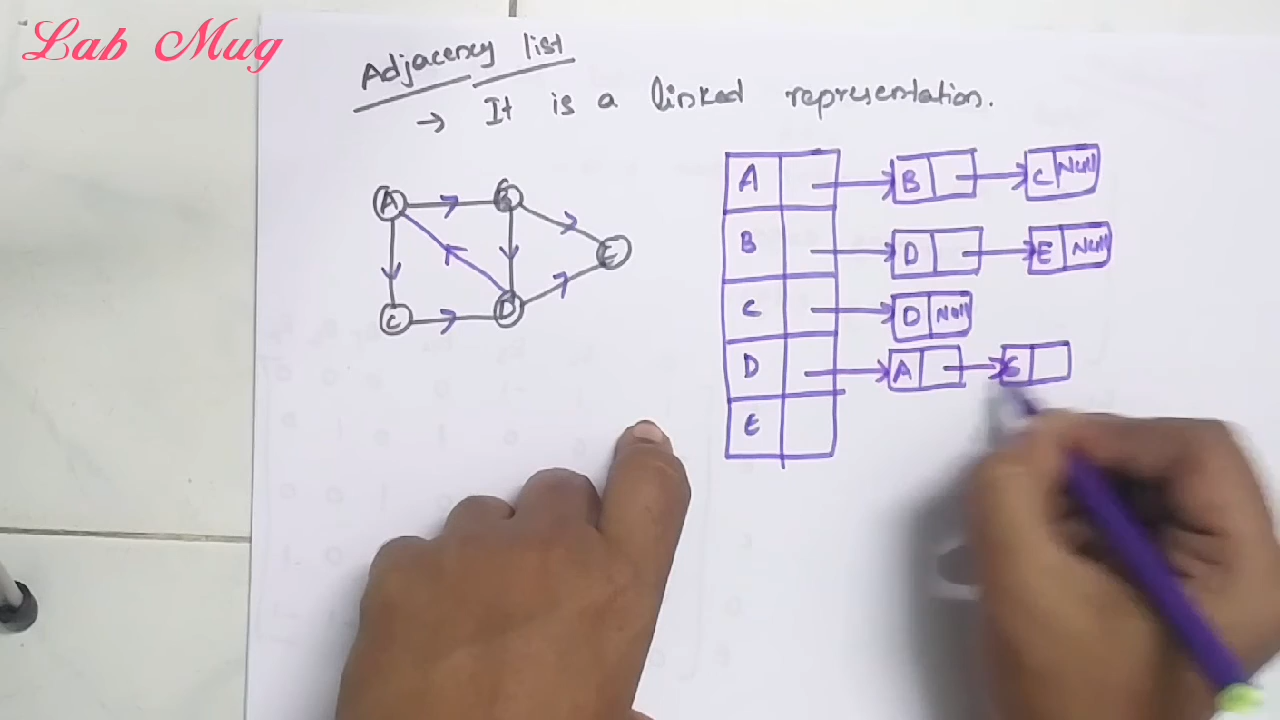 Lab Mug
Adjacency list
→ It is a linked representation.
A B E C D
A B C Null
B D E Null
C D Null
D A E
E